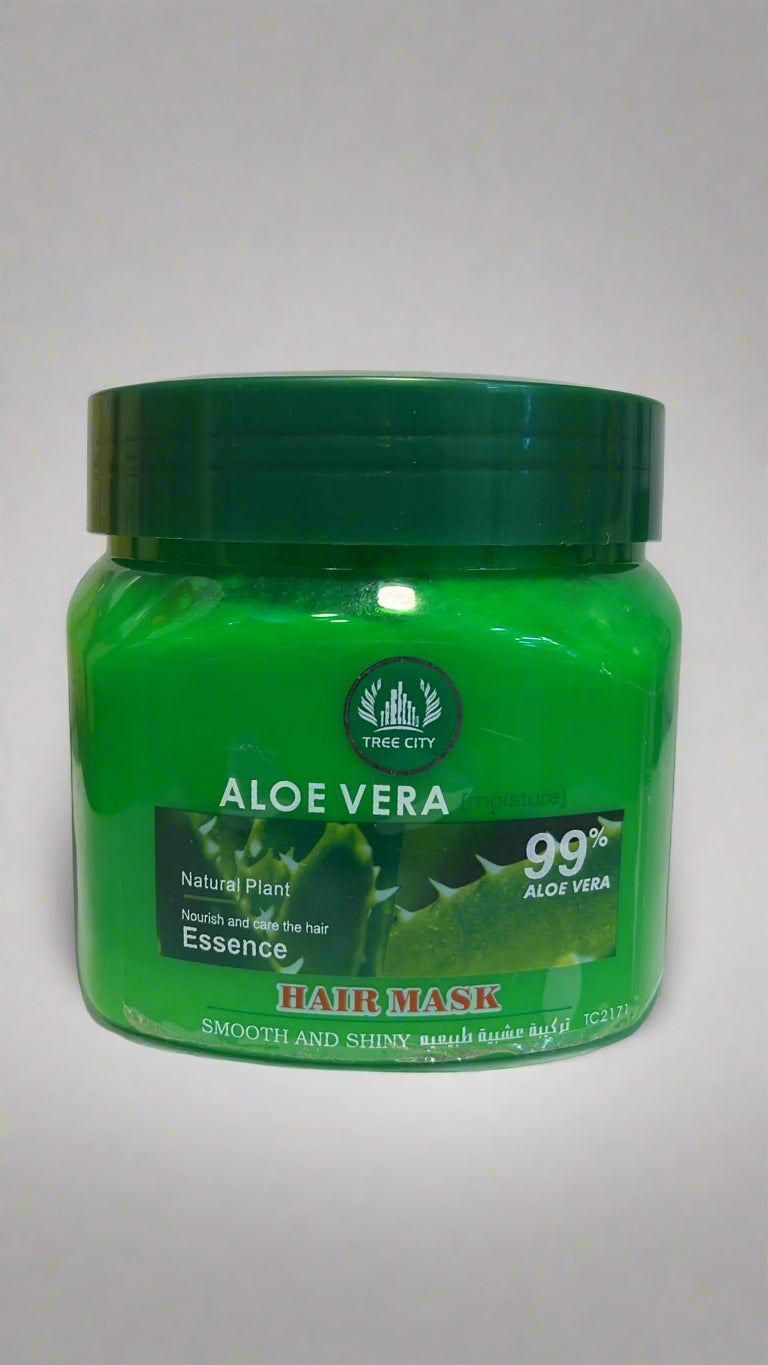 TREE CITY
ALOE VERA [moisture]
99%
ALOE VERA
Natural Plant
Nourish and care the hair
Essence
HAIR MASK
SMOOTH AND SHINY تركيبة عشبية طبيعيه TC2171